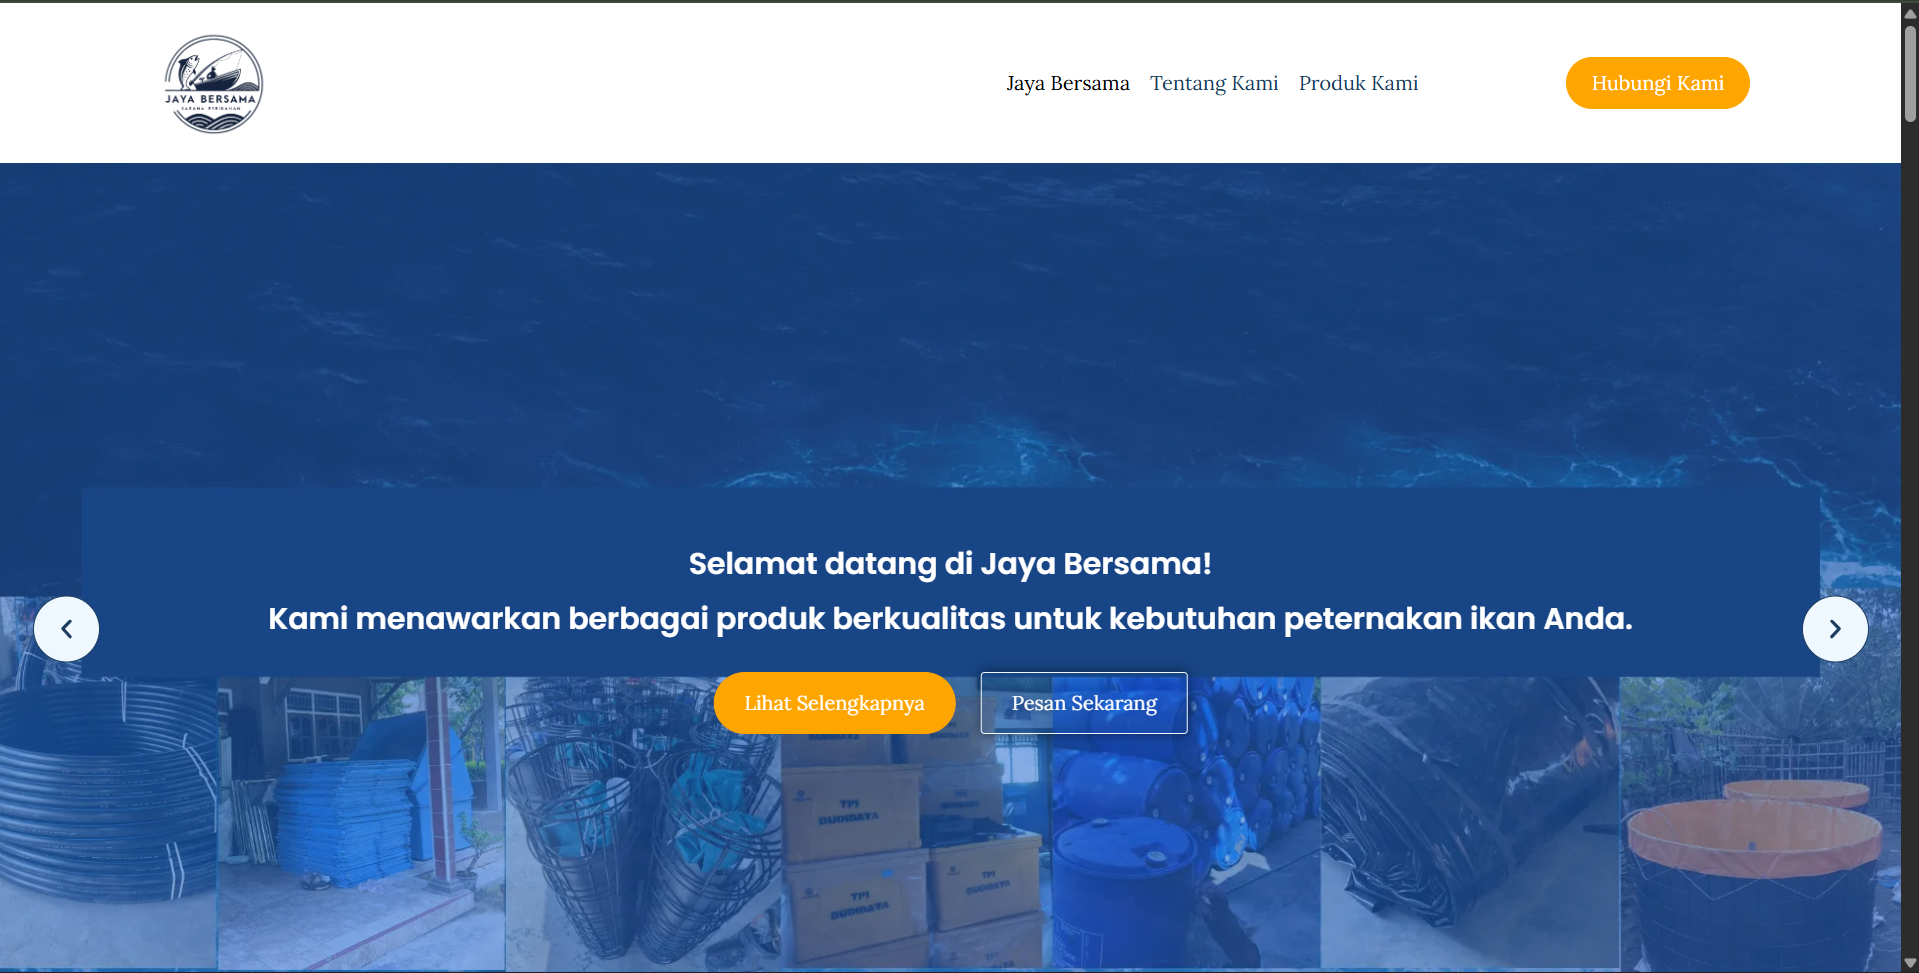 JAYA BERSAMA
SARANA PERIKANAN
Jaya Bersama
Tentang Kami
Produk Kami
Hubungi Kami
Selamat datang di Jaya Bersama!
Kami menawarkan berbagai produk berkualitas untuk kebutuhan peternakan ikan Anda.
Lihat Selengkapnya
Pesan Sekarang
BUDIDAYA
TPI
BUDIDAYA
TPI
BUDIDAYA
TPI
BUDIDAYA